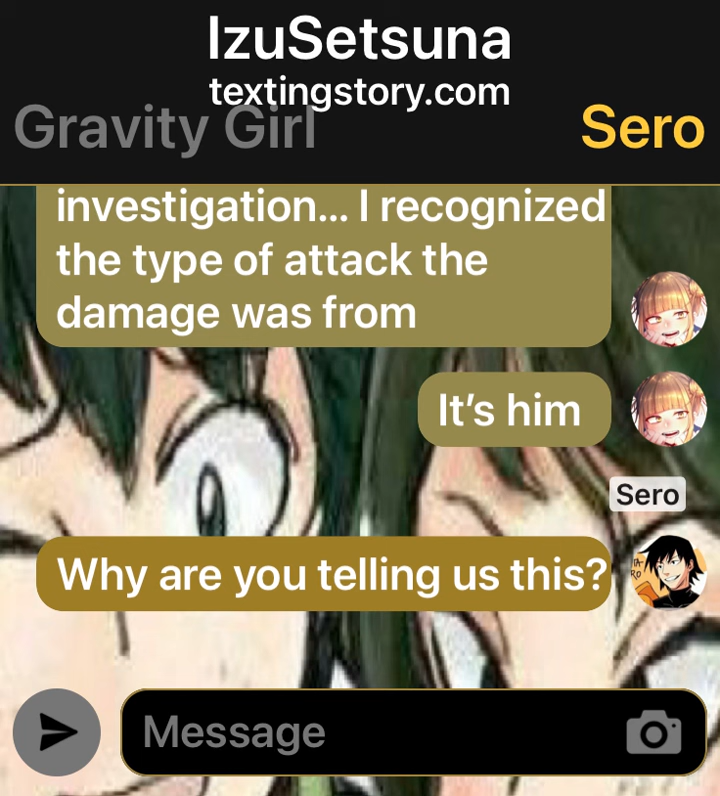 IzuSetsuna
textingstory.com
Gravity Girl
Sero
investigation... I recognized
the type of attack the
damage was from
It’s him
Sero
Why are you telling us this?
Message